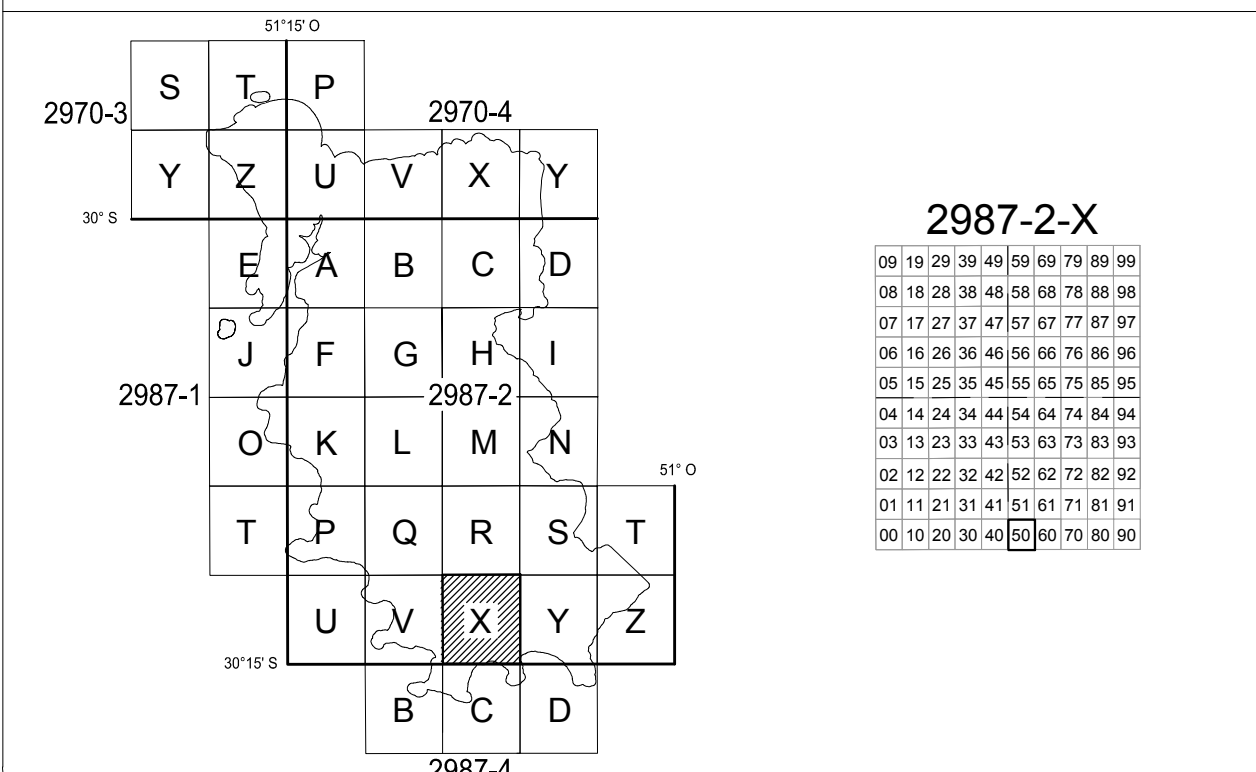 51°15' O
S T P
2970-3
2970-4
Y Z U V X Y
30° S
E A B C D
J F G H I
2987-1
2987-2
O K L M N
51° O
T P Q R S T
U V X Y Z
30°15' S
B C D
2987-4
2987-2-X
09 19 29 39 49 59 69 79 89 99
08 18 28 38 48 58 68 78 88 98
07 17 27 37 47 57 67 77 87 97
06 16 26 36 46 56 66 76 86 96
05 15 25 35 45 55 65 75 85 95
04 14 24 34 44 54 64 74 84 94
03 13 23 33 43 53 63 73 83 93
02 12 22 32 42 52 62 72 82 92
01 11 21 31 41 51 61 71 81 91
00 10 20 30 40 50 60 70 80 90